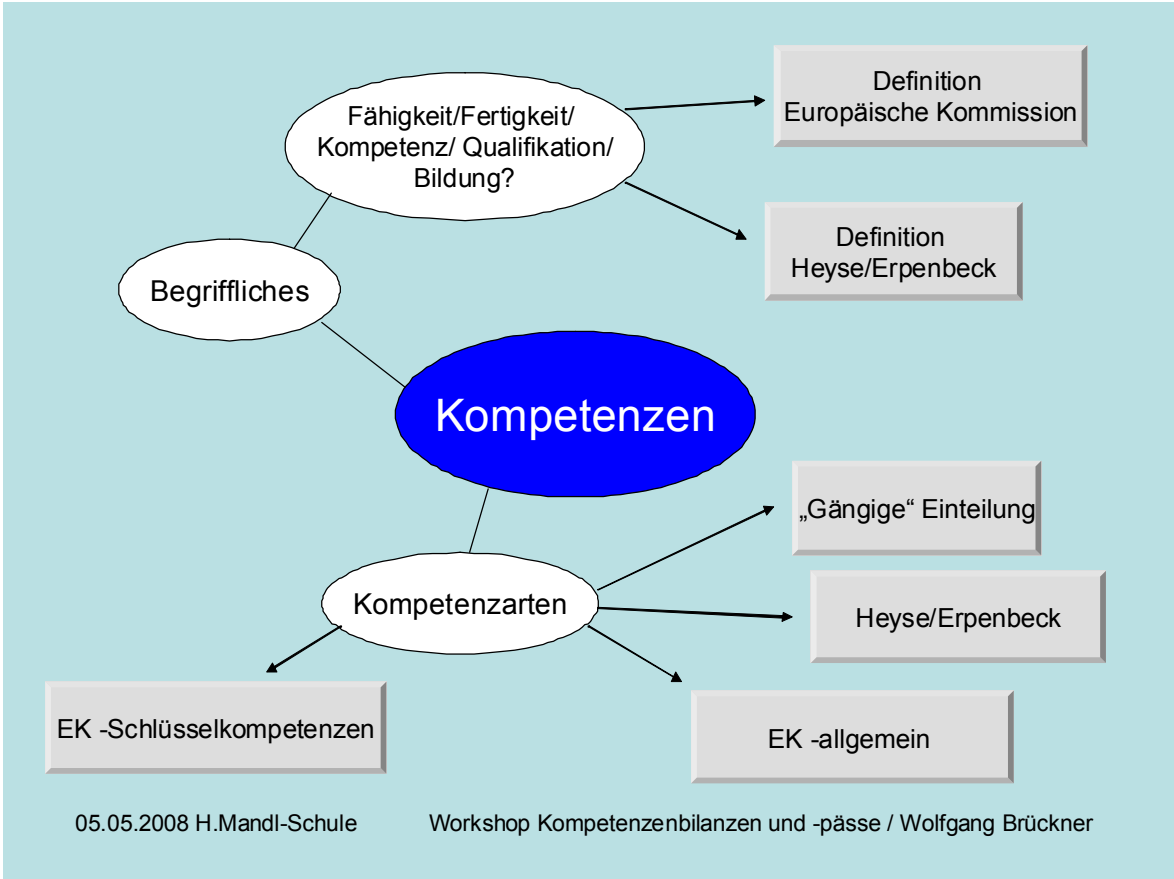 Definition
Europäische Kommission
Fähigkeit/Fertigkeit/
Kompetenz/ Qualifikation/
Bildung?
Definition
Heyse/Erpenbeck
Begriffliches
Kompetenzen
„Gängige“ Einteilung
Kompetenzarten
Heyse/Erpenbeck
EK -Schlüsselkompetenzen
EK -allgemein
05.05.2008 H.Mandl-Schule
Workshop Kompetenzenbilanzen und -pässe / Wolfgang Brückner